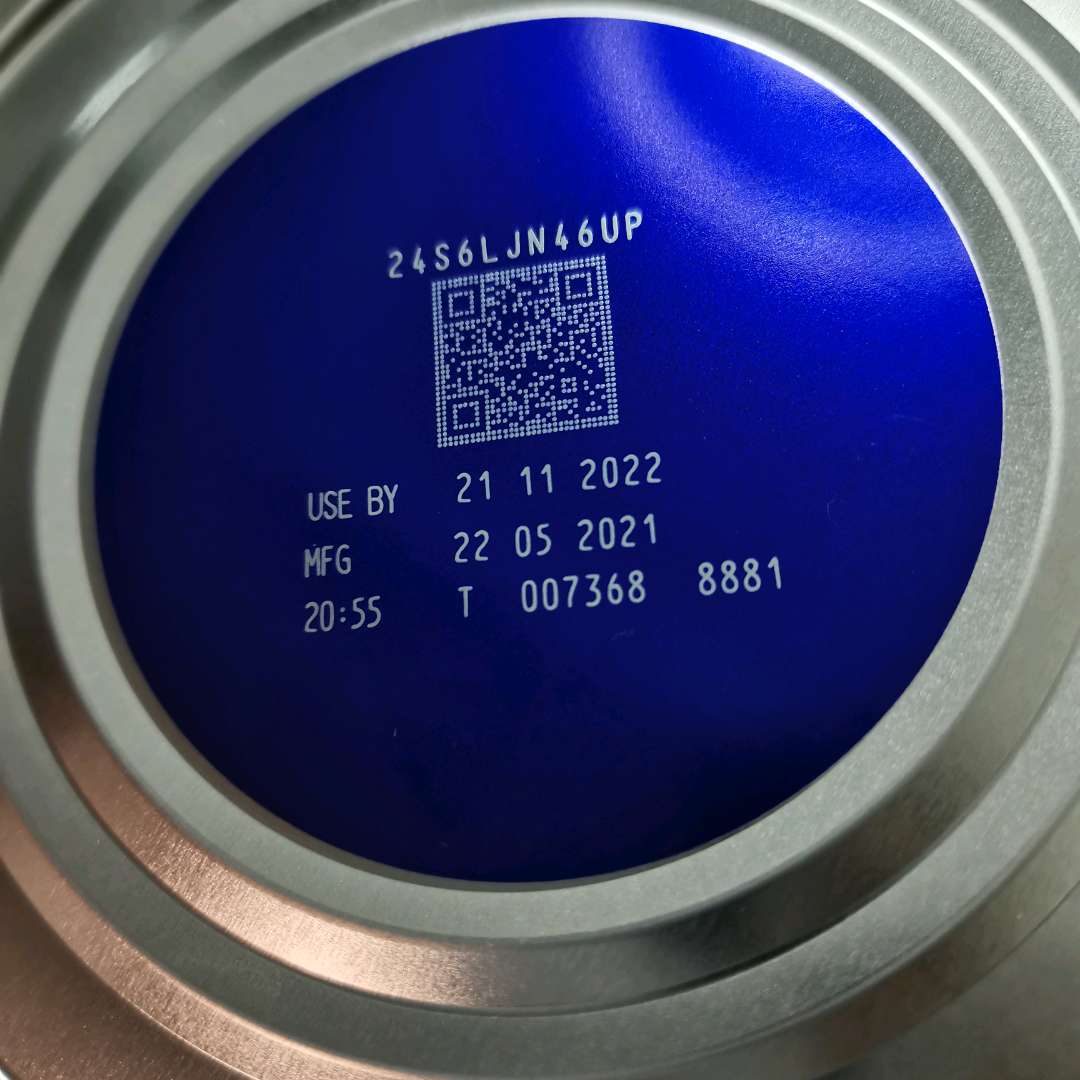 24S6LJN46UP
USE BY 21 11 2022
MFG 22 05 2021
20:55 T 007368 8881